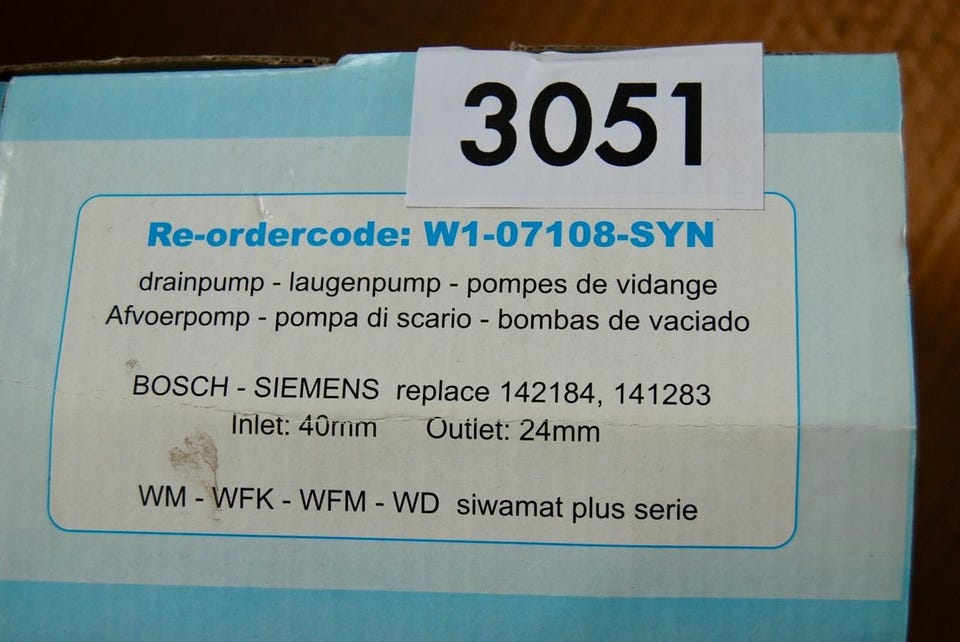 3051
Re-ordercode: W1-07108-SYN
drainpump - laugenpump - pompes de vidange
Afvoerpomp - pompa di scario - bombas de vaciado
BOSCH - SIEMENS replace 142184, 141283
Inlet: 40mm Outlet: 24mm
WM - WFK - WFM - WD siwamat plus serie